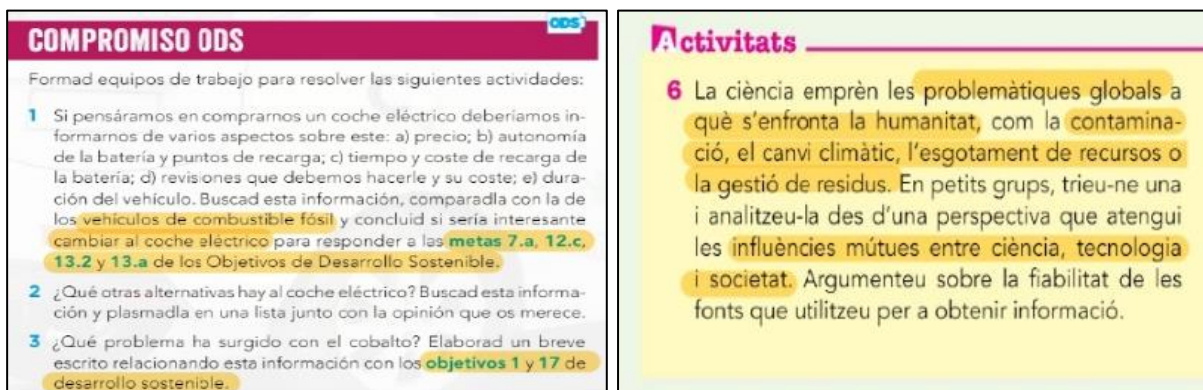 ODS
COMPROMISO ODS
Formad equipos de trabajo para resolver las siguientes actividades:
1 Si pensáramos en comprarnos un coche eléctrico deberíamos in-
formarnos de varios aspectos sobre este: a) precio; b) autonomía
de la batería y puntos de recarga; c) tiempo y coste de recarga de
la batería; d) revisiones que debemos hacerle y su coste; e) dura-
ción del vehículo. Buscad esta información, comparadla con la de
los vehículos de combustible fósil y concluid si sería interesante
cambiar al coche eléctrico para responder a las metas 7.a, 12.c,
13.2 y 13.a de los Objetivos de Desarrollo Sostenible.
2 ¿Qué otras alternativas hay al coche eléctrico? Buscad esta informa-
ción y plasmadla en una lista junto con la opinión que os merece.
3 ¿Qué problema ha surgido con el cobalto? Elaborad un breve
escrito relacionando esta información con los objetivos 1 y 17 de
desarrollo sostenible.
Activitats
6 La ciència emprèn les problemàtiques globals a
què s'enfronta la humanitat, com la contamina-
ció, el canvi climàtic, l'esgotament de recursos o
la gestió de residus. En petits grups, trieu-ne una
i analitzeu-la des d'una perspectiva que atengui
les influències mútues entre ciència, tecnologia
i societat. Argumenteu sobre la fiabilitat de les
fonts que utilitzeu per a obtenir informació.